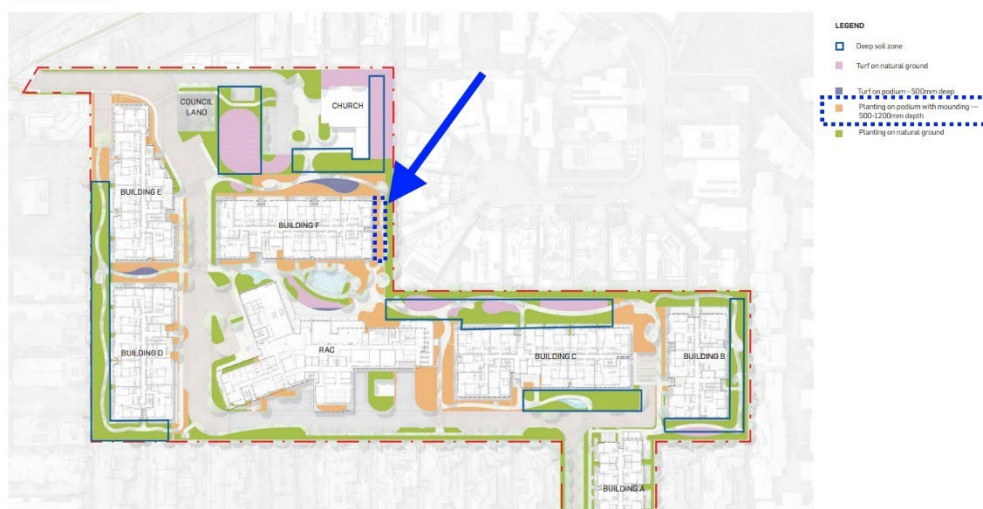 LEGEND
Deep soil zone
Turf on natural ground
Turf on podium - 500mm deep
Planting on podium with mounding —
500-1200mm depth
Planting on natural ground
COUNCIL
LAND
CHURCH
BUILDING E
BUILDING F
BUILDING D
RAC
BUILDING C
BUILDING B
BUILDING A